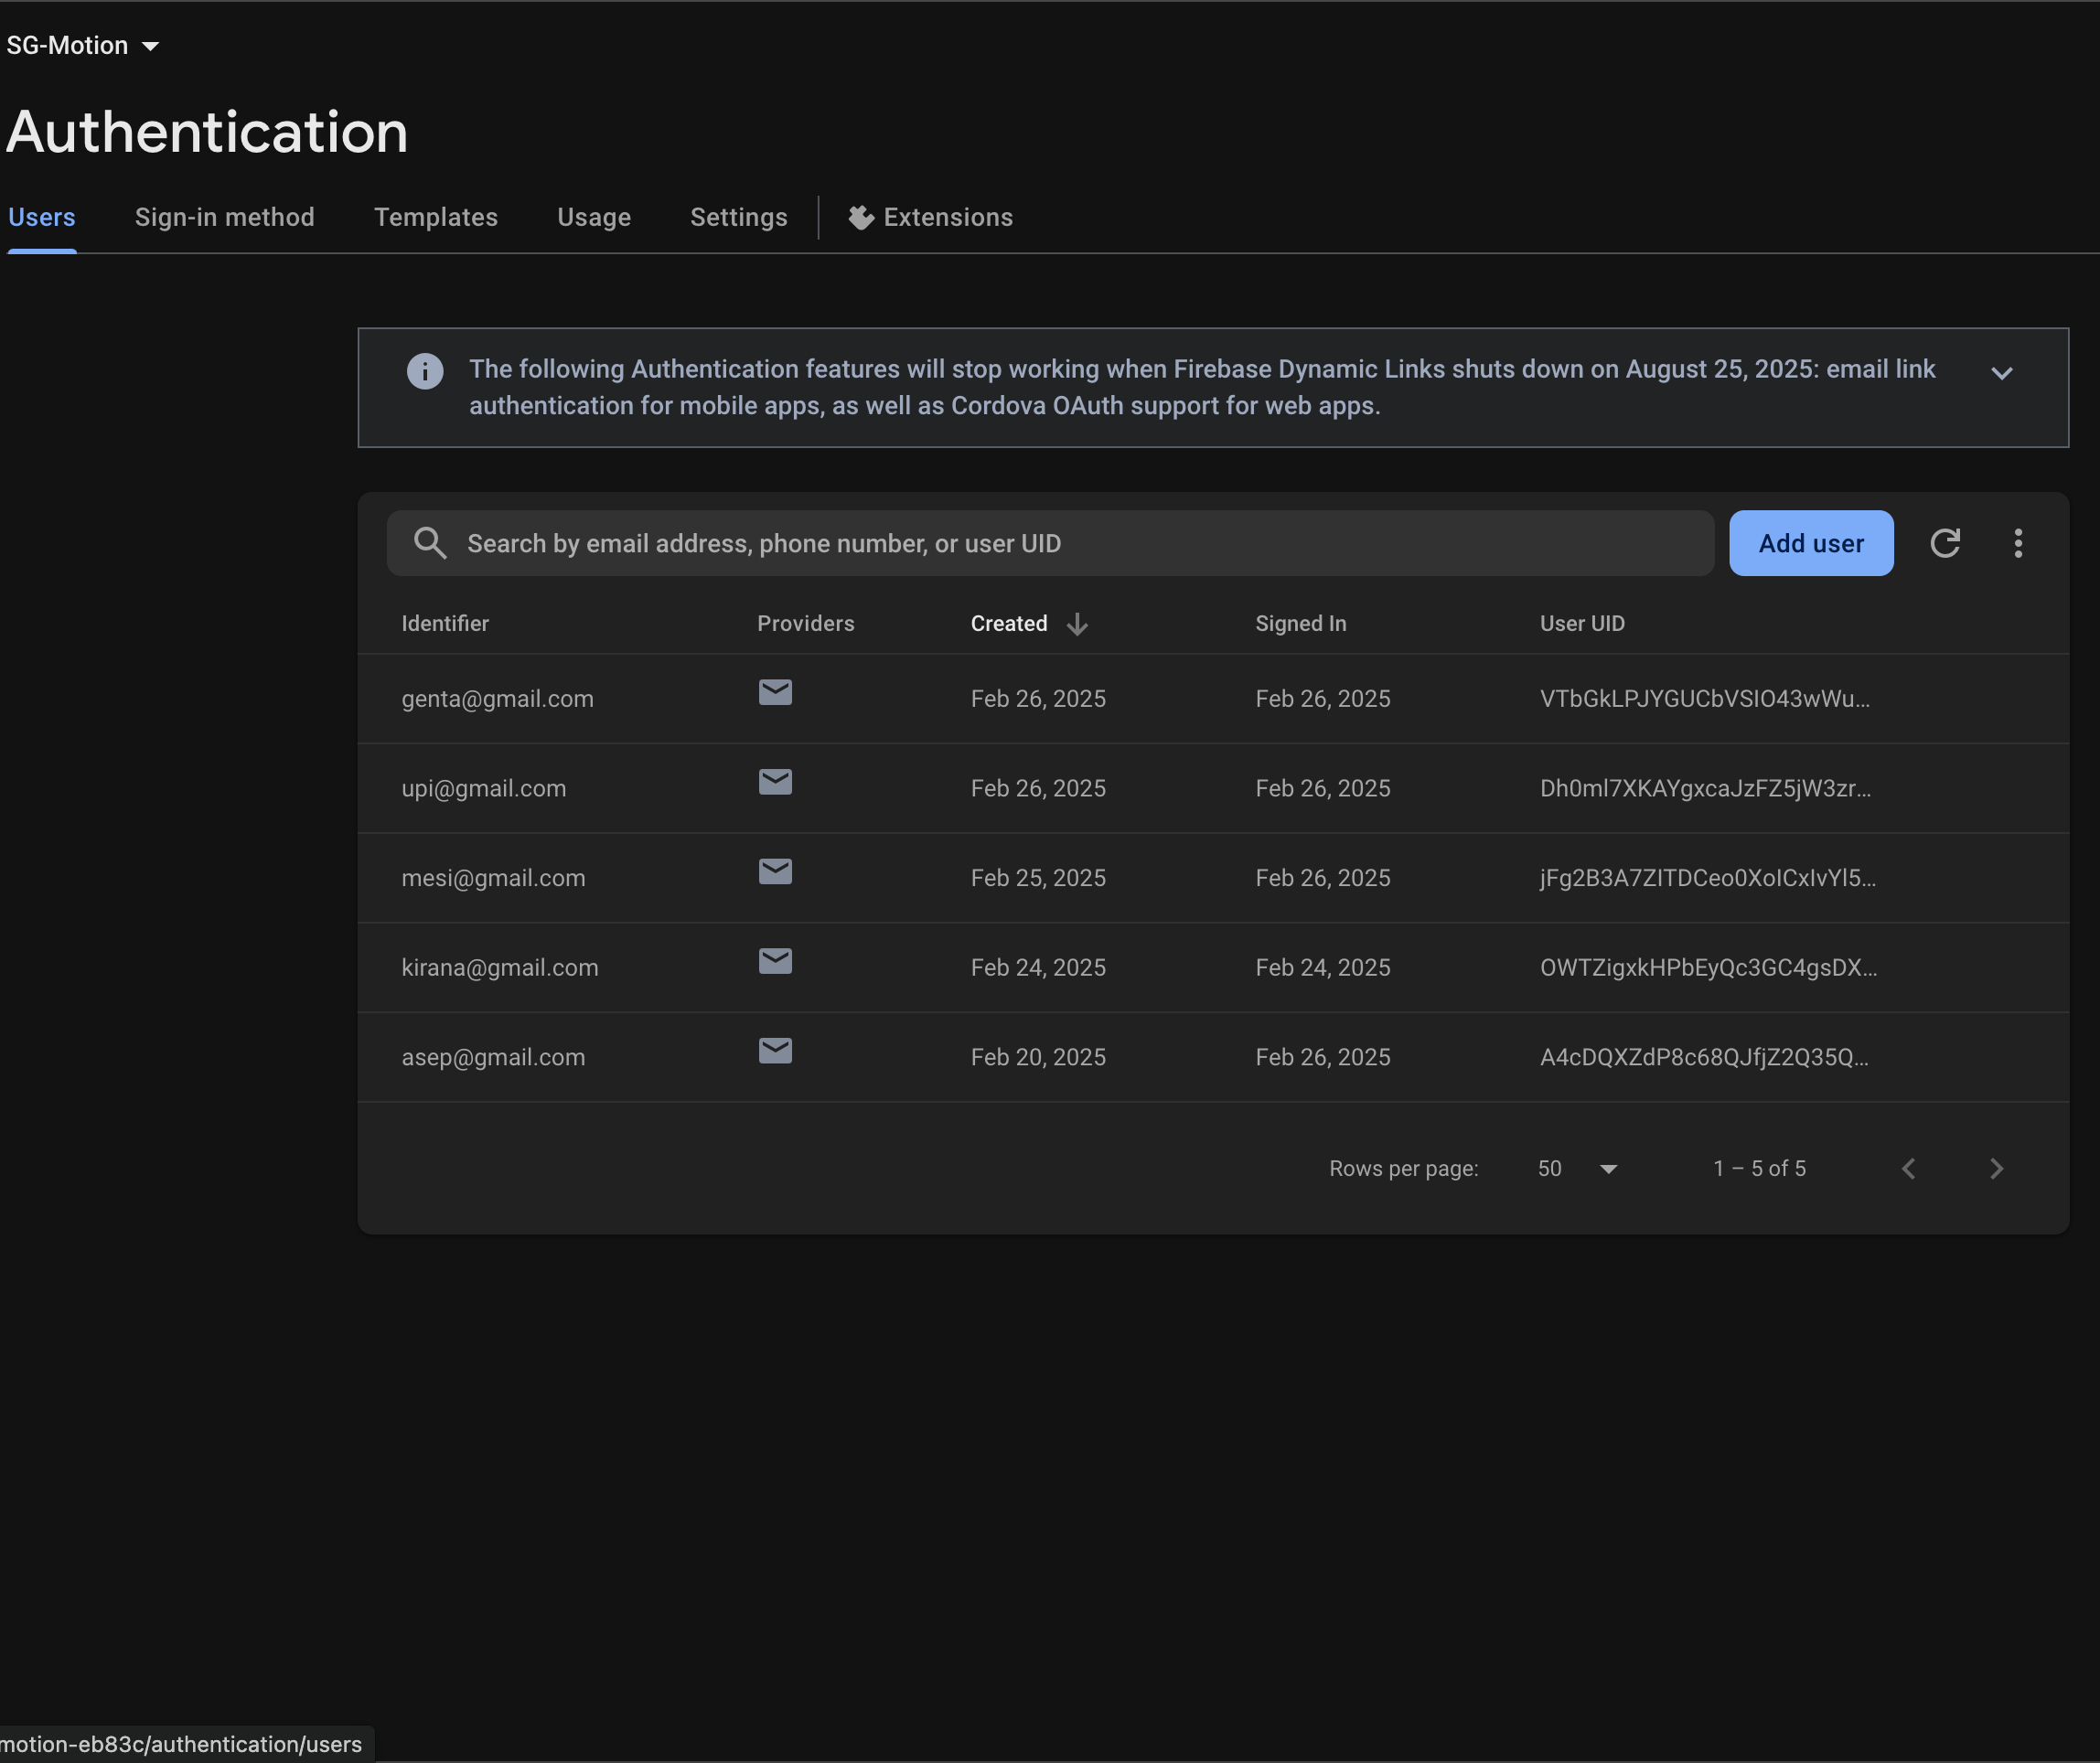 SG-Motion
Authentication
Users Sign-in method Templates Usage Settings Extensions
The following Authentication features will stop working when Firebase Dynamic Links shuts down on August 25, 2025: email link
authentication for mobile apps, as well as Cordova OAuth support for web apps.
Search by email address, phone number, or user UID Add user
Identifier Providers Created Signed In User UID
genta@gmail.com Feb 26, 2025 Feb 26, 2025 VTbGkLPJYGUCbVSIO43wWu...
upi@gmail.com Feb 26, 2025 Feb 26, 2025 Dh0ml7XKAYgxcaJzFZ5jW3zr...
mesi@gmail.com Feb 25, 2025 Feb 26, 2025 jFg2B3A7ZITDCeo0XoICxIvYl5...
kirana@gmail.com Feb 24, 2025 Feb 24, 2025 OWTZigxkHPbEyQc3GC4gsDX...
asep@gmail.com Feb 20, 2025 Feb 26, 2025 A4cDQXZdP8c68QJfjZ2Q35Q...
Rows per page: 50 1 – 5 of 5
motion-eb83c/authentication/users